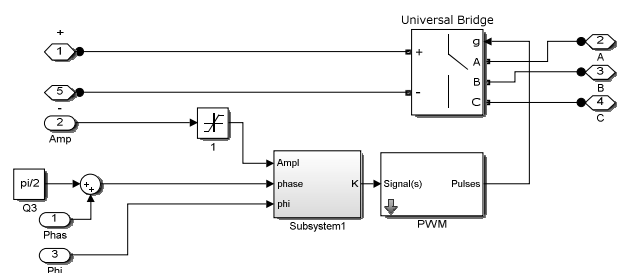 Universal Bridge
+
1
+
g
2
A
A
5
-
B
3
B
-
C
4
C
2
Amp
1
Ampl
pi/2
Q3
+
+
phase
K
Signal(s)
Pulses
1
Phas
phi
Subsystem1
PWM
3
Phi